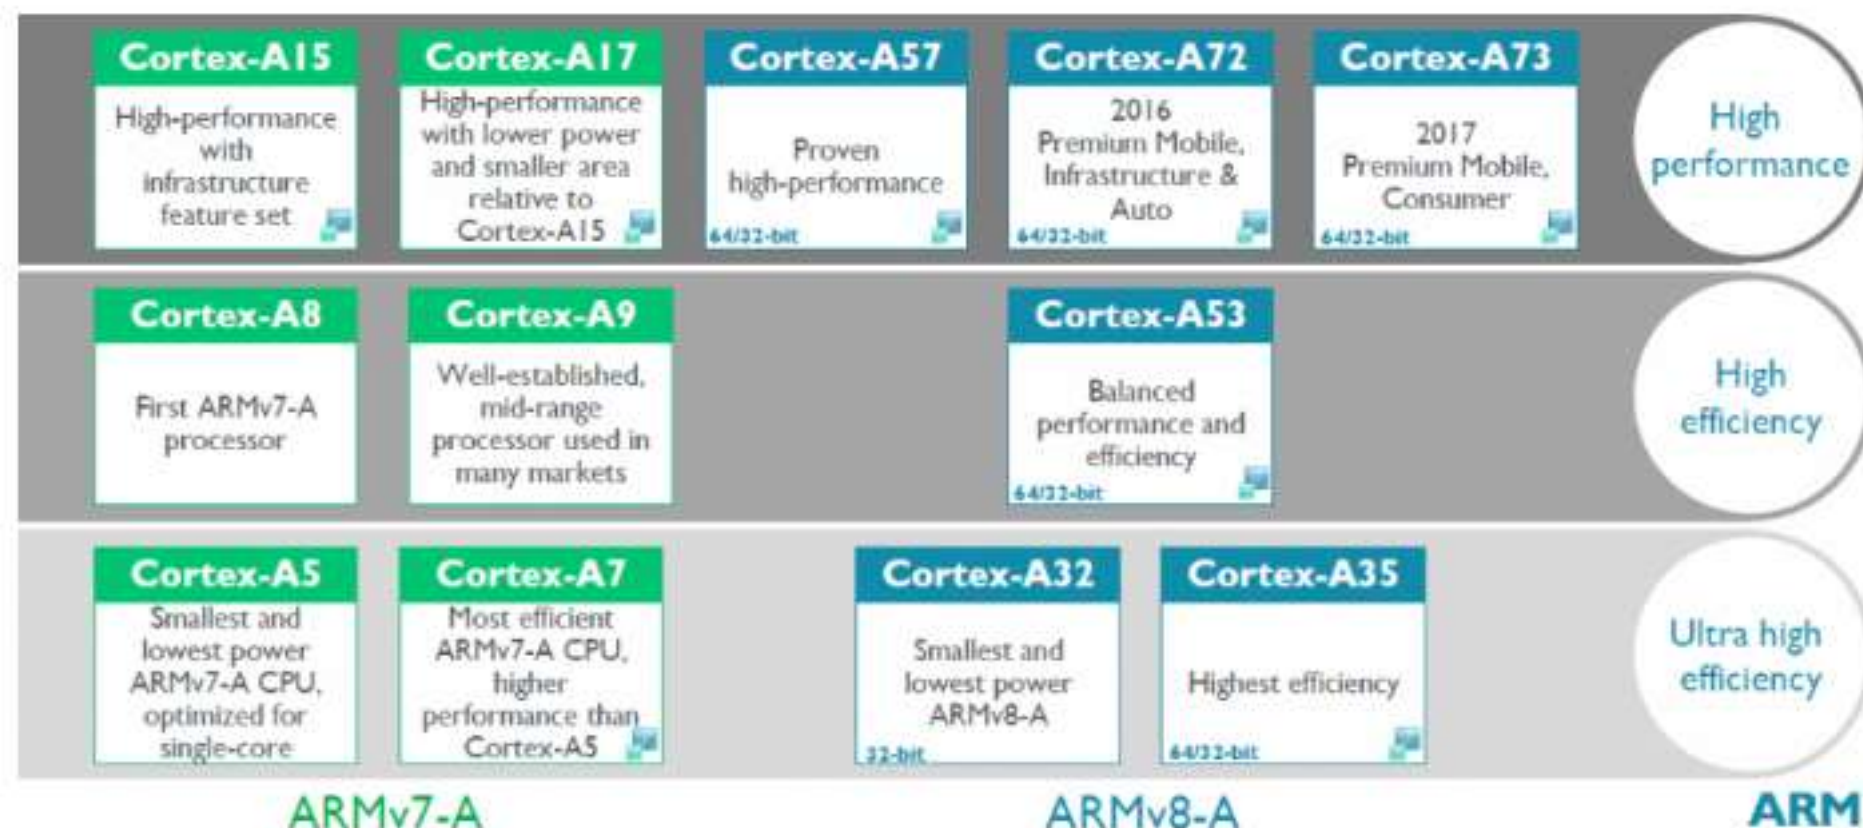 Cortex-A15
High-performance
with
infrastructure
feature set
Cortex-A17
High-performance
with lower power
and smaller area
relative to
Cortex-A15
Cortex-A57
Proven
high-performance
64/32-bit
Cortex-A72
2016
Premium Mobile,
Infrastructure &
Auto
64/32-bit
Cortex-A73
2017
Premium Mobile,
Consumer
64/32-bit
High
performance
Cortex-A8
First ARMv7-A
processor
Cortex-A9
Well-established,
mid-range
processor used in
many markets
Cortex-A53
Balanced
performance and
efficiency
64/32-bit
High
efficiency
Cortex-A5
Smallest and
lowest power
ARMv7-A CPU,
optimized for
single-core
Cortex-A7
Most efficient
ARMv7-A CPU,
higher
performance than
Cortex-A5
Cortex-A32
Smallest and
lowest power
ARMv8-A
32-bit
Cortex-A35
Highest efficiency
64/32-bit
Ultra high
efficiency
ARMv7-A
ARMv8-A
ARM